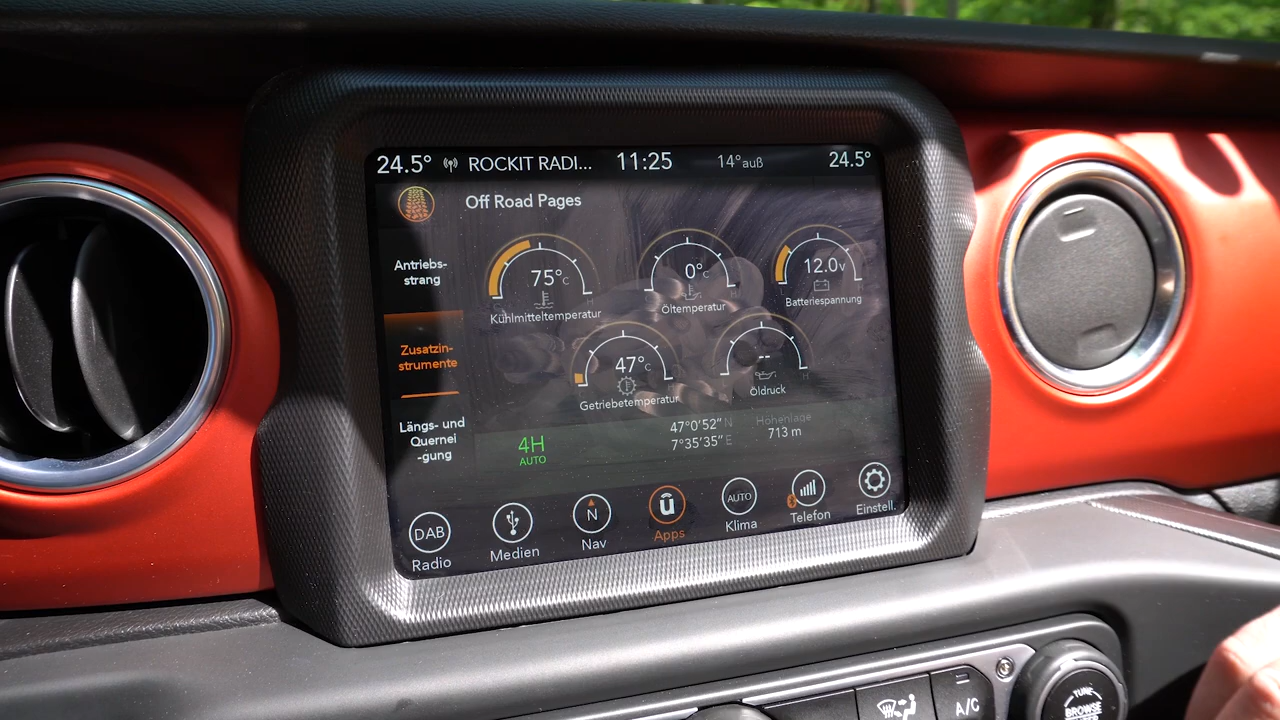 24.5° ROCKIT RADI... 11:25 14°auß 24.5°
Off Road Pages
Antriebs-
strang
75°C
0°C
12.0v
H
H
H
Kühlmitteltemperatur
Öltemperatur
Batteriespannung
Zusatzin-
strumente
47°C
--
H
H
Getriebetemperatur
Öldruck
Längs- und
Quernei
-gung
4H
AUTO
47°0'52" N
7°35'35" E
Höhenlage
713 m
DAB
N
û
AUTO
Radio
Medien
Nav
Apps
Klima
Telefon
Einstell.
A/C
TUNE
BROWSE